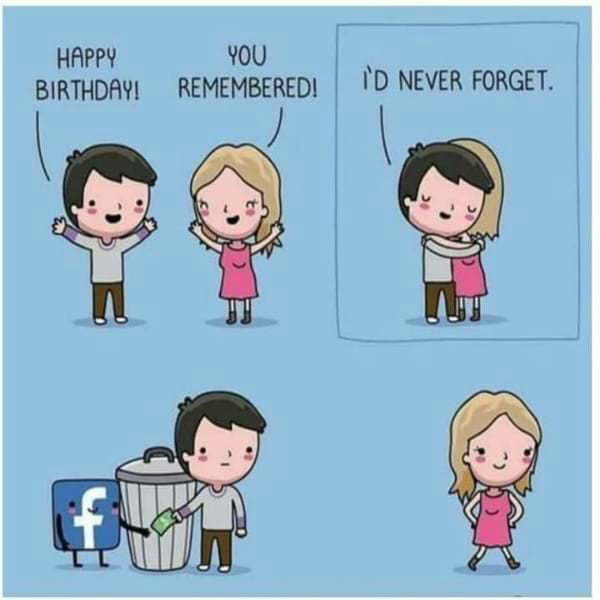 HAPPY
BIRTHDAY!
YOU
REMEMBERED!
I'D NEVER FORGET.
f